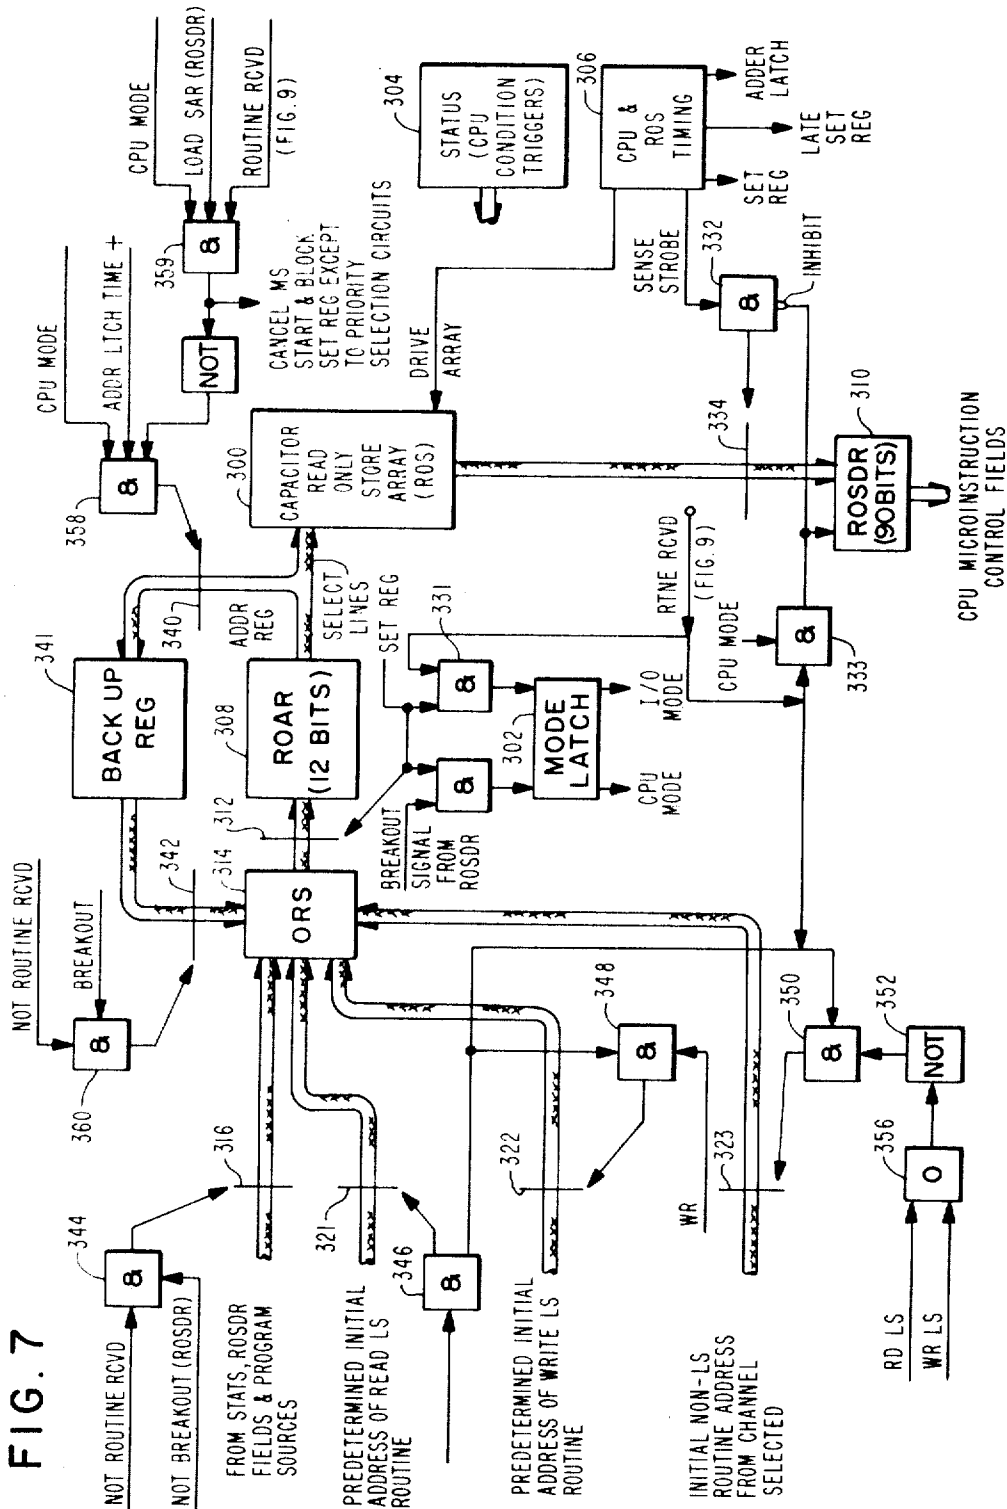 FIG. 7
NOT ROUTINE RCVD
NOT BREAKOUT (ROSDR)
344
&
316
FROM STATS, ROSDR
FIELDS & PROGRAM
SOURCES
PREDETERMINED INITIAL
ADDRESS OF READ LS
ROUTINE
321
346
&
PREDETERMINED INITIAL
ADDRESS OF WRITE LS
ROUTINE
322
348
&
WR
INITIAL NON-LS
ROUTINE ADDRESS
FROM CHANNEL
SELECTED
323
350
&
352
NOT
356
O
RD LS
WR LS
NOT ROUTINE RCVD
BREAKOUT
360
&
342
314
ORS
312
341
BACK UP
REG
308
ROAR
(12 BITS)
ADDR
REG
340
SELECT
LINES
SET REG
BREAKOUT
SIGNAL
FROM
ROSDR
&
331
&
302
MODE
LATCH
CPU
MODE
I/O
MODE
RTNE RCVD
(FIG. 9)
CPU MODE
333
&
CPU MODE
ADDR LTCH TIME +
358
&
NOT
359
&
CPU MODE
LOAD SAR (ROSDR)
ROUTINE RCVD
(FIG. 9)
CANCEL MS
START & BLOCK
SET REG EXCEPT
TO PRIORITY
SELECTION CIRCUITS
300
CAPACITOR
READ
ONLY
STORE
ARRAY
(ROS)
DRIVE
ARRAY
304
STATUS
(CPU
CONDITION
TRIGGERS)
306
CPU &
ROS
TIMING
SET
REG
LATE
SET
REG
ADDER
LATCH
SENSE
STROBE
332
&
INHIBIT
334
310
ROSDR
(90BITS)
CPU MICROINSTRUCTION
CONTROL FIELDS